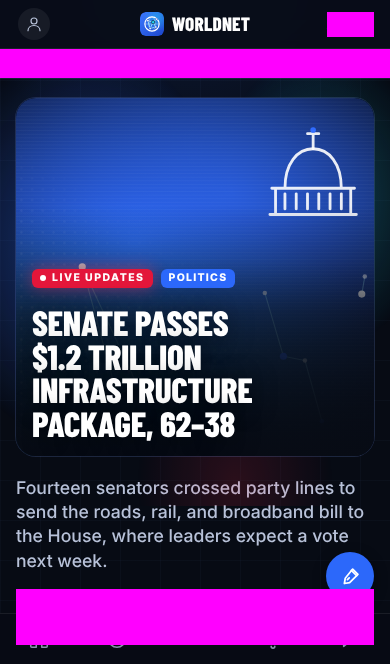 WORLDNET
LIVE UPDATES
POLITICS
SENATE PASSES
$1.2 TRILLION
INFRASTRUCTURE
PACKAGE, 62–38
Fourteen senators crossed party lines to
send the roads, rail, and broadband bill to
the House, where leaders expect a vote
next week.